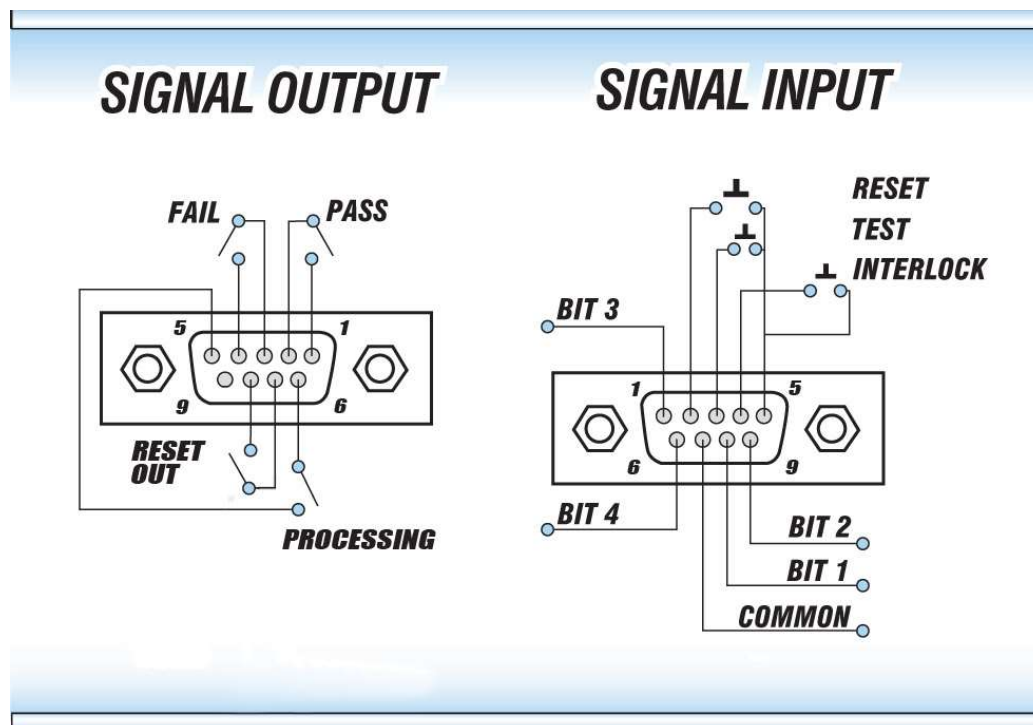 SIGNAL OUTPUT
FAIL
PASS
5
1
9
6
RESET
OUT
PROCESSING
SIGNAL INPUT
RESET
TEST
INTERLOCK
BIT 3
1
5
6
9
BIT 4
BIT 2
BIT 1
COMMON